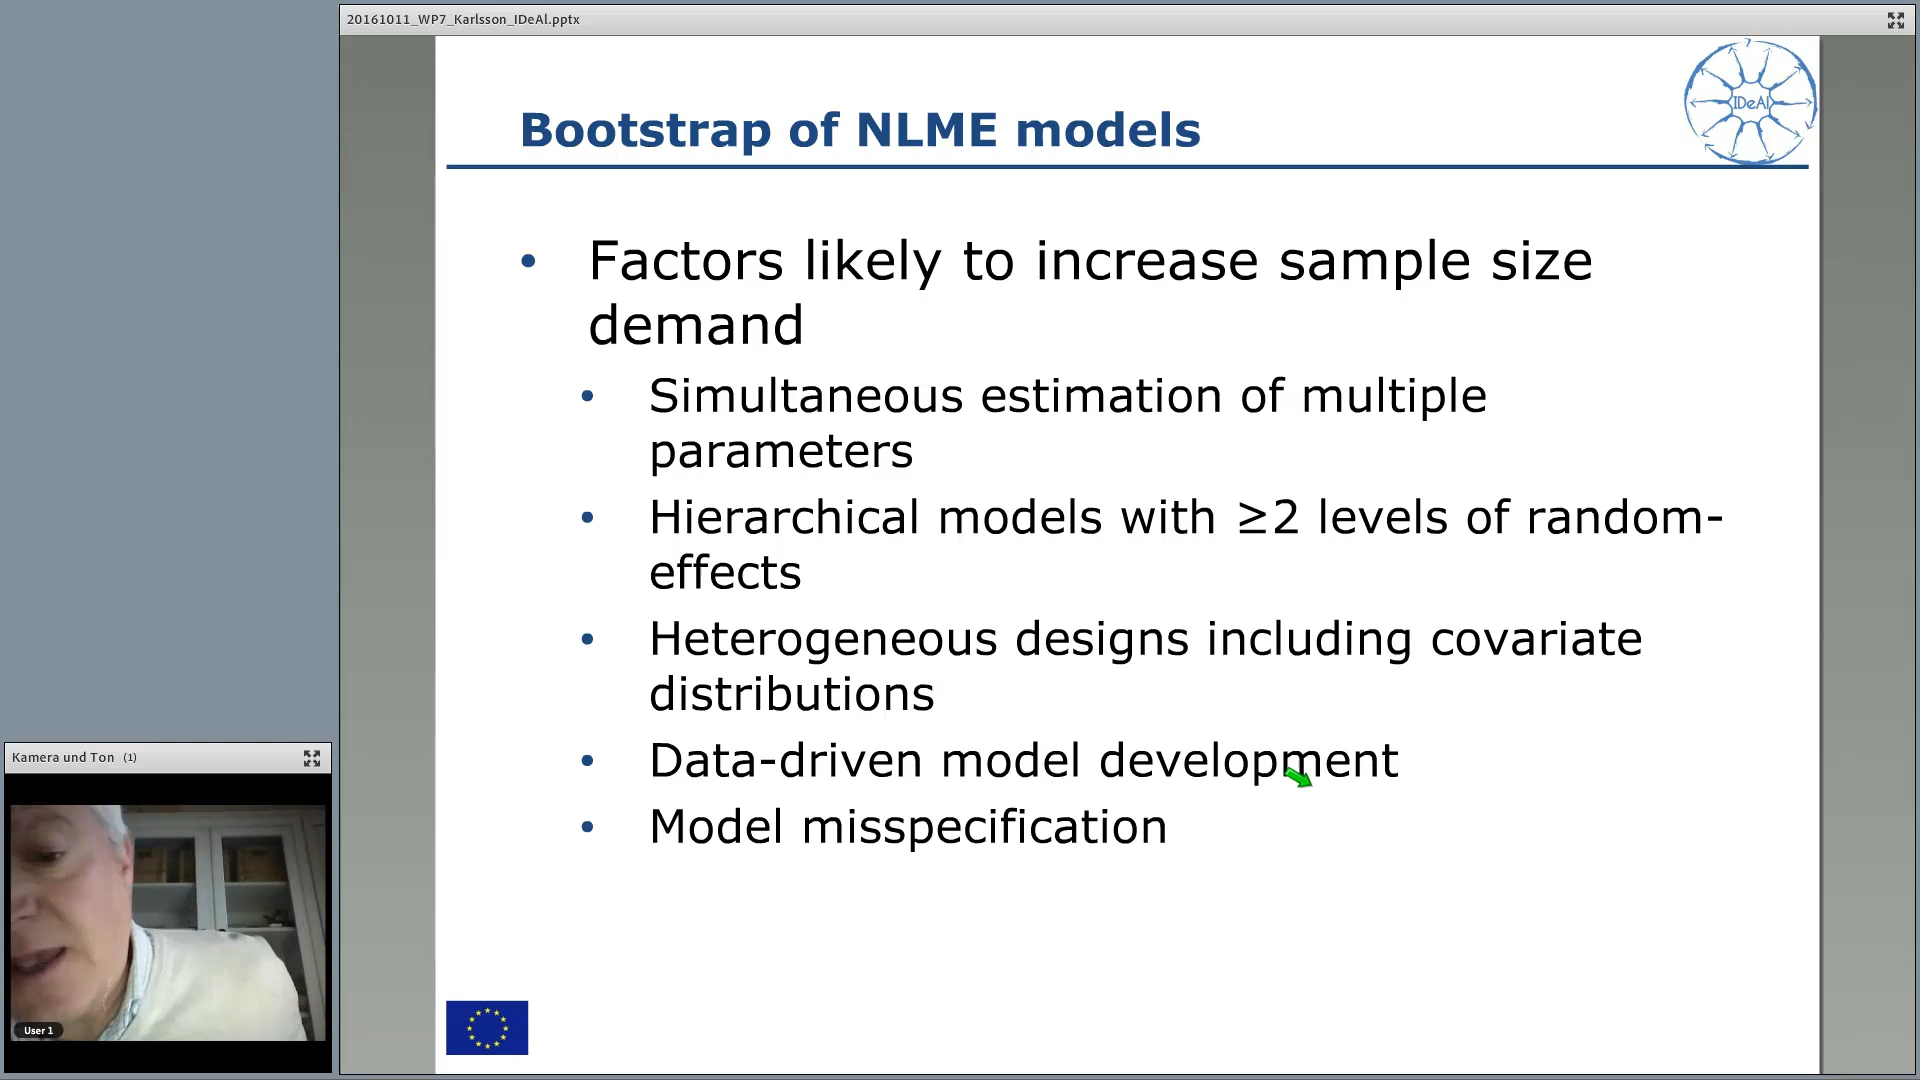 20161011_WP7_Karlsson_IDeAl.pptx
IDeAl
Bootstrap of NLME models
• Factors likely to increase sample size
demand
• Simultaneous estimation of multiple
parameters
• Hierarchical models with ≥2 levels of random-
effects
• Heterogeneous designs including covariate
distributions
• Data-driven model development
• Model misspecification
Kamera und Ton (1)
User 1